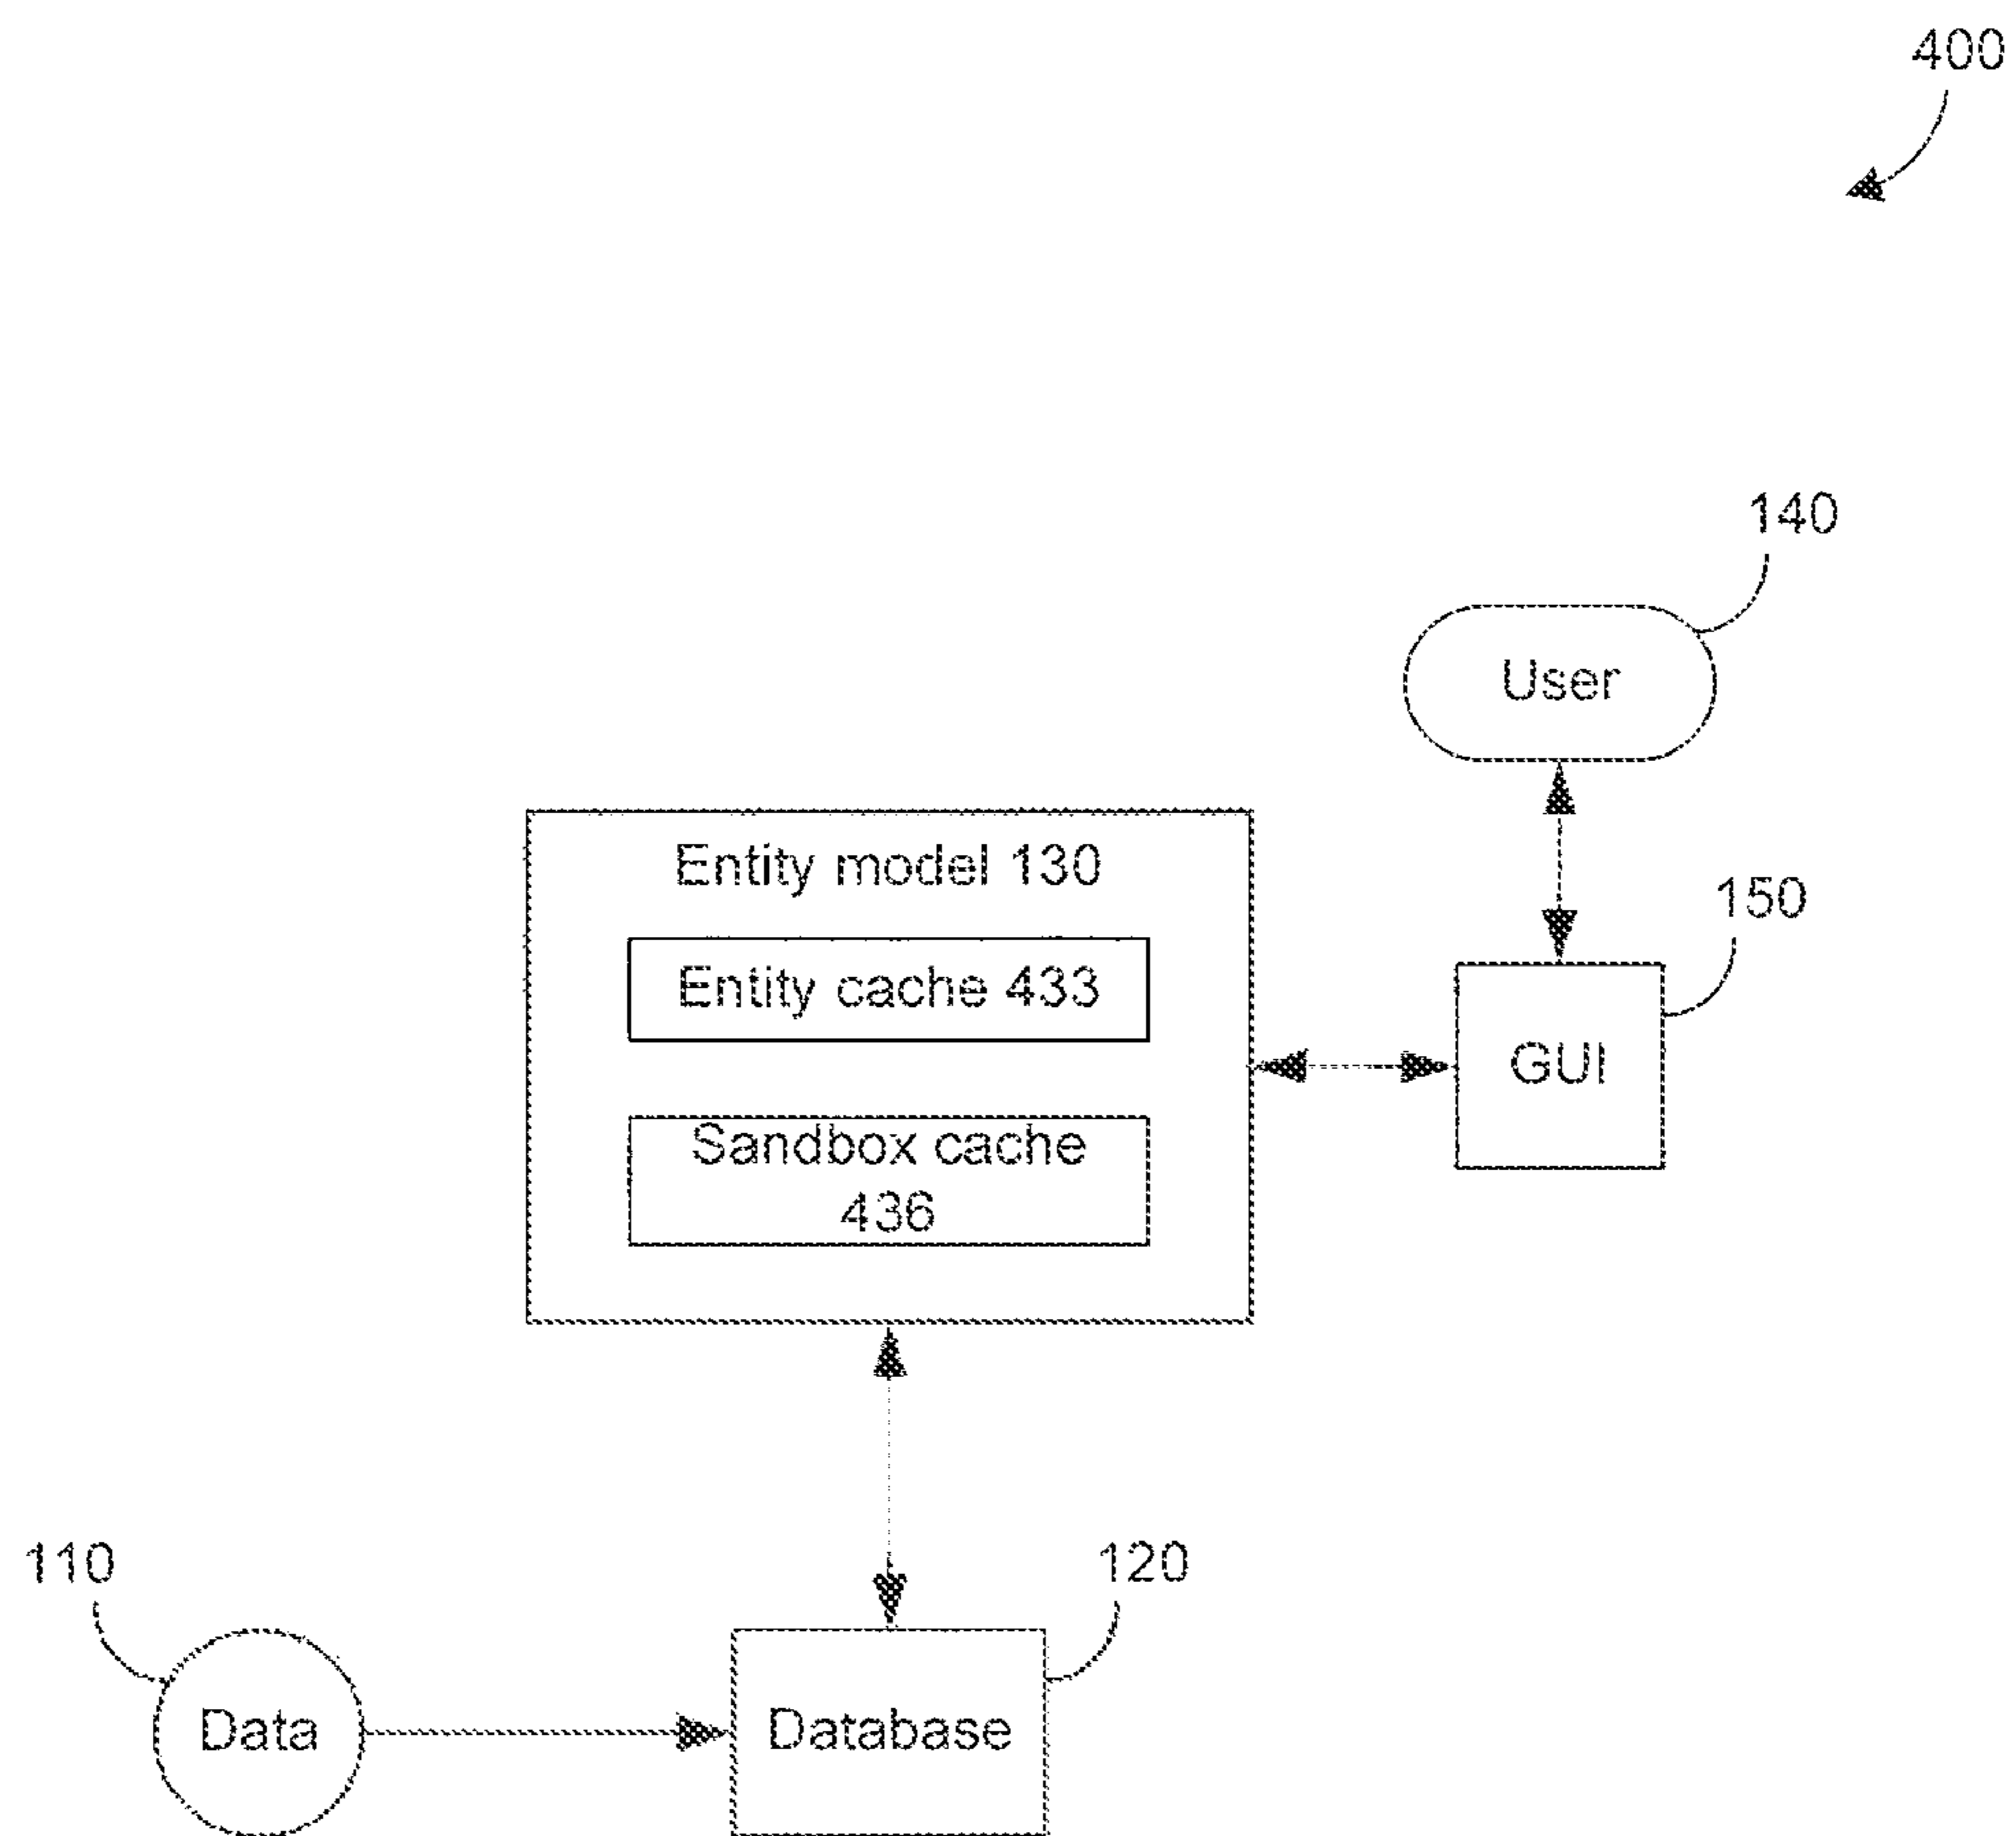 400
140
User
Entity model 130
150
Entity cache 433
GUI
Sandbox cache
436
110
120
Data
Database